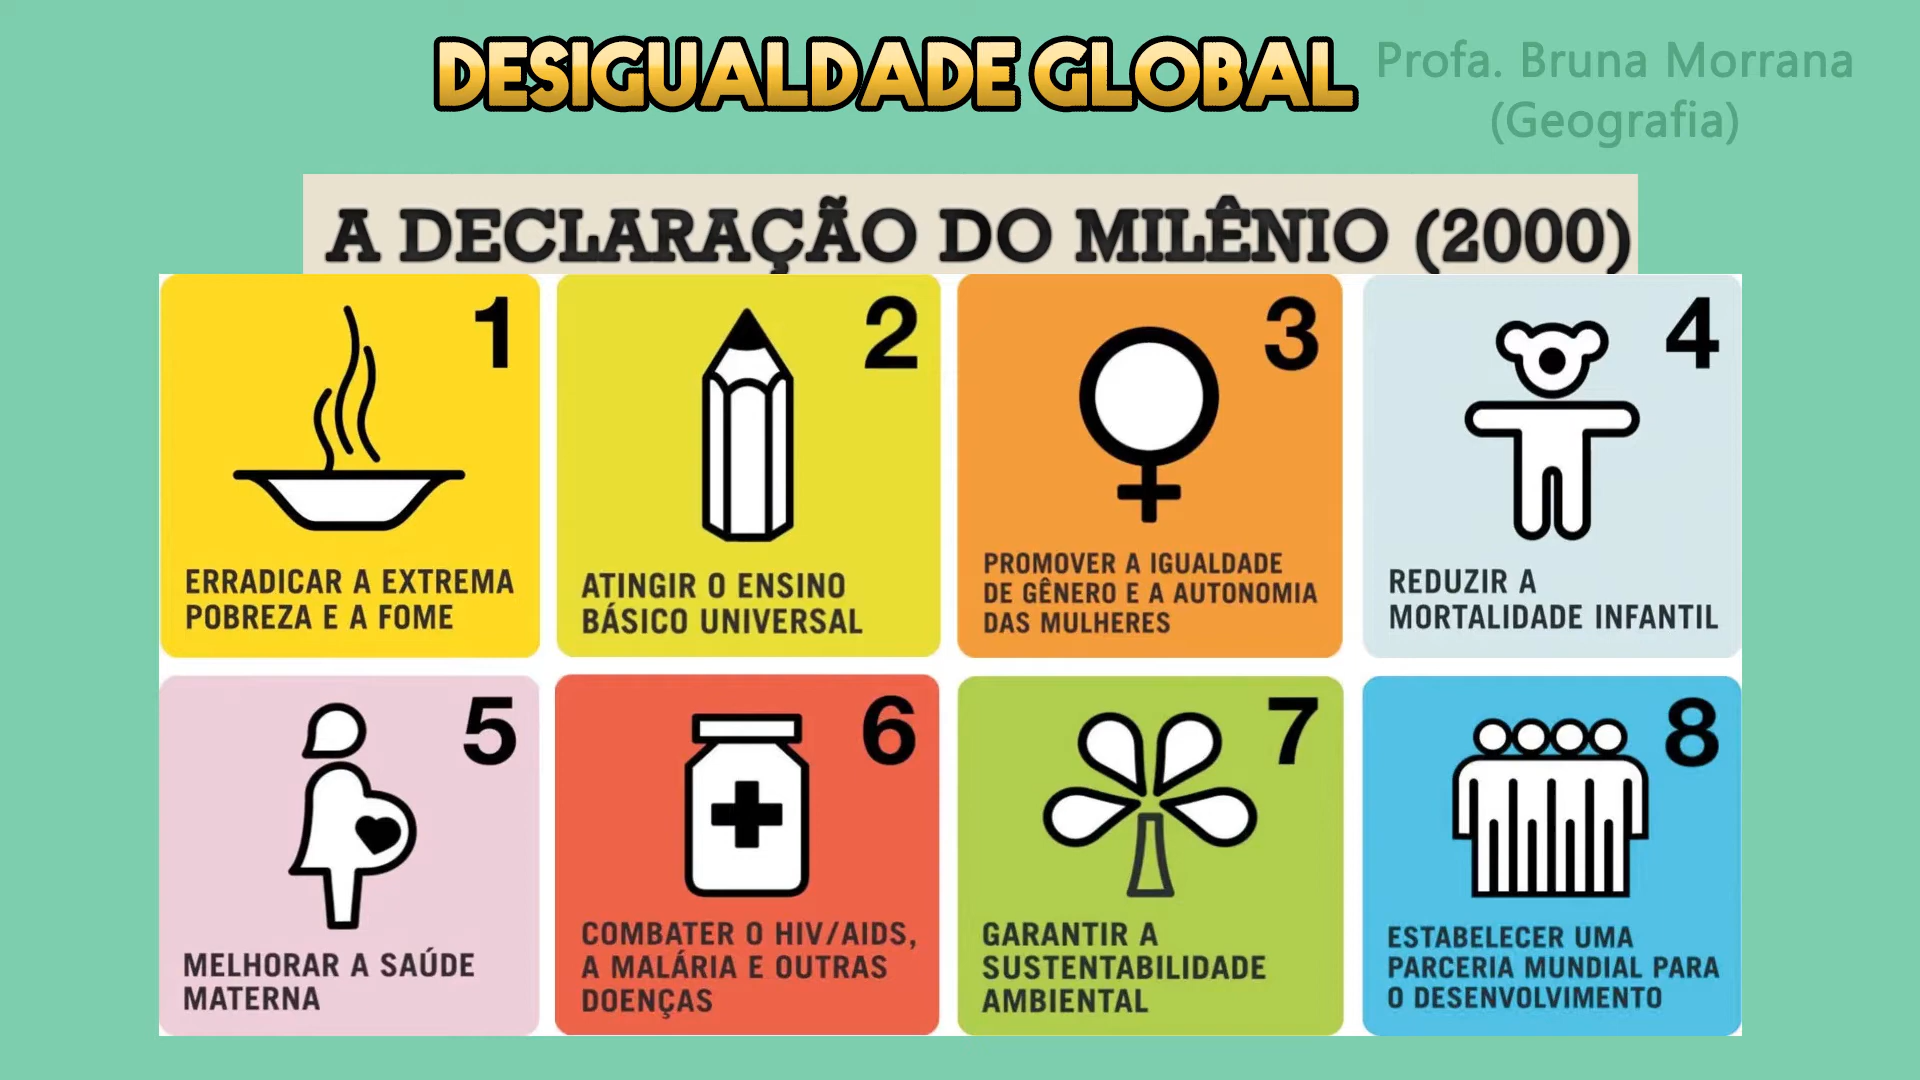 DESIGUALDADE GLOBAL
Profa. Bruna Morrana
(Geografia)
A DECLARAÇÃO DO MILÊNIO (2000)
1
ERRADICAR A EXTREMA
POBREZA E A FOME
2
ATINGIR O ENSINO
BÁSICO UNIVERSAL
3
PROMOVER A IGUALDADE
DE GÊNERO E A AUTONOMIA
DAS MULHERES
4
REDUZIR A
MORTALIDADE INFANTIL
5
MELHORAR A SAÚDE
MATERNA
6
COMBATER O HIV/AIDS,
A MALÁRIA E OUTRAS
DOENÇAS
7
GARANTIR A
SUSTENTABILIDADE
AMBIENTAL
8
ESTABELECER UMA
PARCERIA MUNDIAL PARA
O DESENVOLVIMENTO